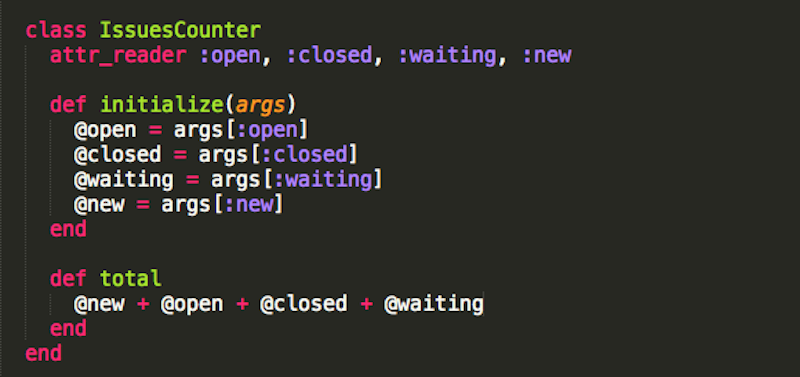 class IssuesCounter
  attr_reader :open, :closed, :waiting, :new

  def initialize(args)
    @open = args[:open]
    @closed = args[:closed]
    @waiting = args[:waiting]
    @new = args[:new]
  end

  def total
    @new + @open + @closed + @waiting
  end
end